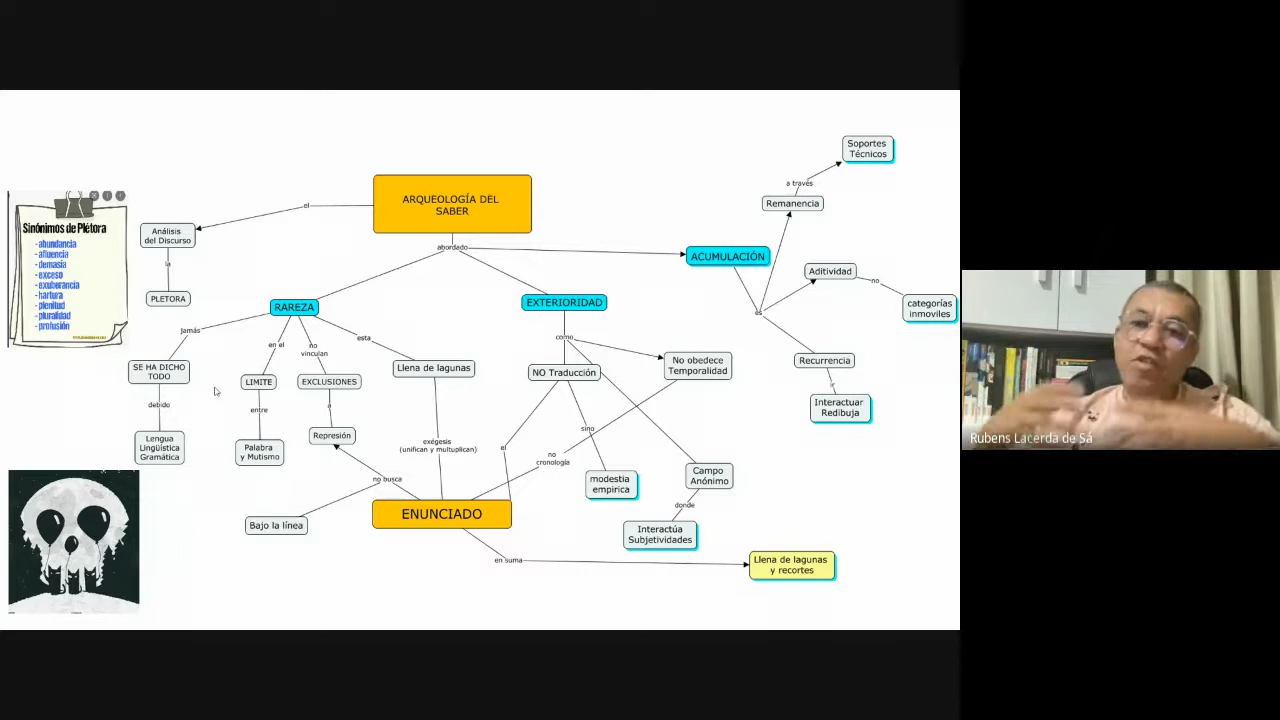 Soportes
Técnicos
a través
Remanencia
ARQUEOLOGÍA DEL
SABER
el
Análisis
del Discurso
la
PLETORA
Sinónimos de Plétora
- abundancia
- afluencia
- demasía
- exceso
- exuberancia
- hartura
- plenitud
- pluralidad
- profusión
abordado
ACUMULACIÓN
es
Aditividad
no
categorías
inmoviles
Recurrencia
Interactuar
Redibuja
RAREZA
EXTERIORIDAD
Jamás
SE HA DICHO
TODO
debido
Lengua
Lingüistica
Gramática
en el
LIMITE
entre
Palabra
y Mutismo
no
vinculan
EXCLUSIONES
a
Represión
esta
Llena de lagunas
exégesis
(unifican y multuplican)
como
NO Traducción
No obedece
Temporalidad
el
sino
modestia
empirica
no
cronología
Campo
Anónimo
donde
Interactúa
Subjetividades
no busca
Bajo la línea
ENUNCIADO
en suma
Llena de lagunas
y recortes
Rubens Lacerda de Sá